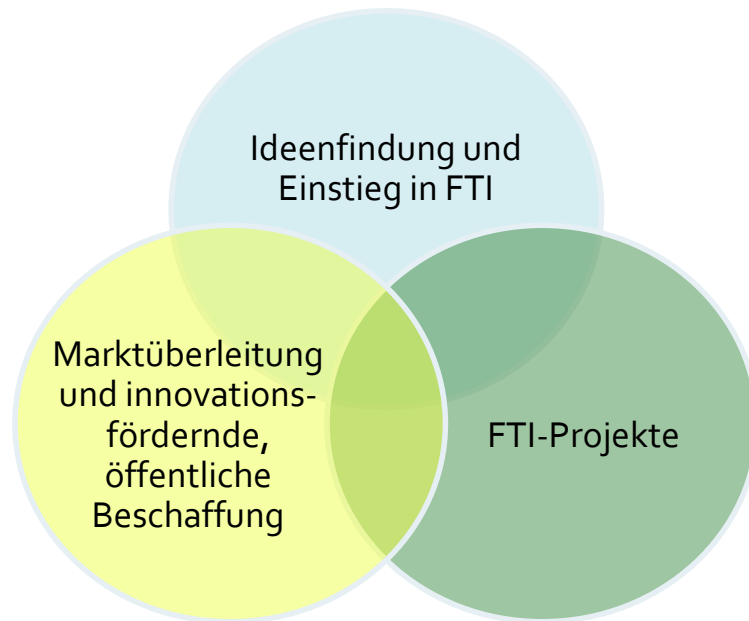 Ideenfindung und
Einstieg in FTI
Marktüberleitung
und innovations-
fördernde,
öffentliche
Beschaffung
FTI-Projekte